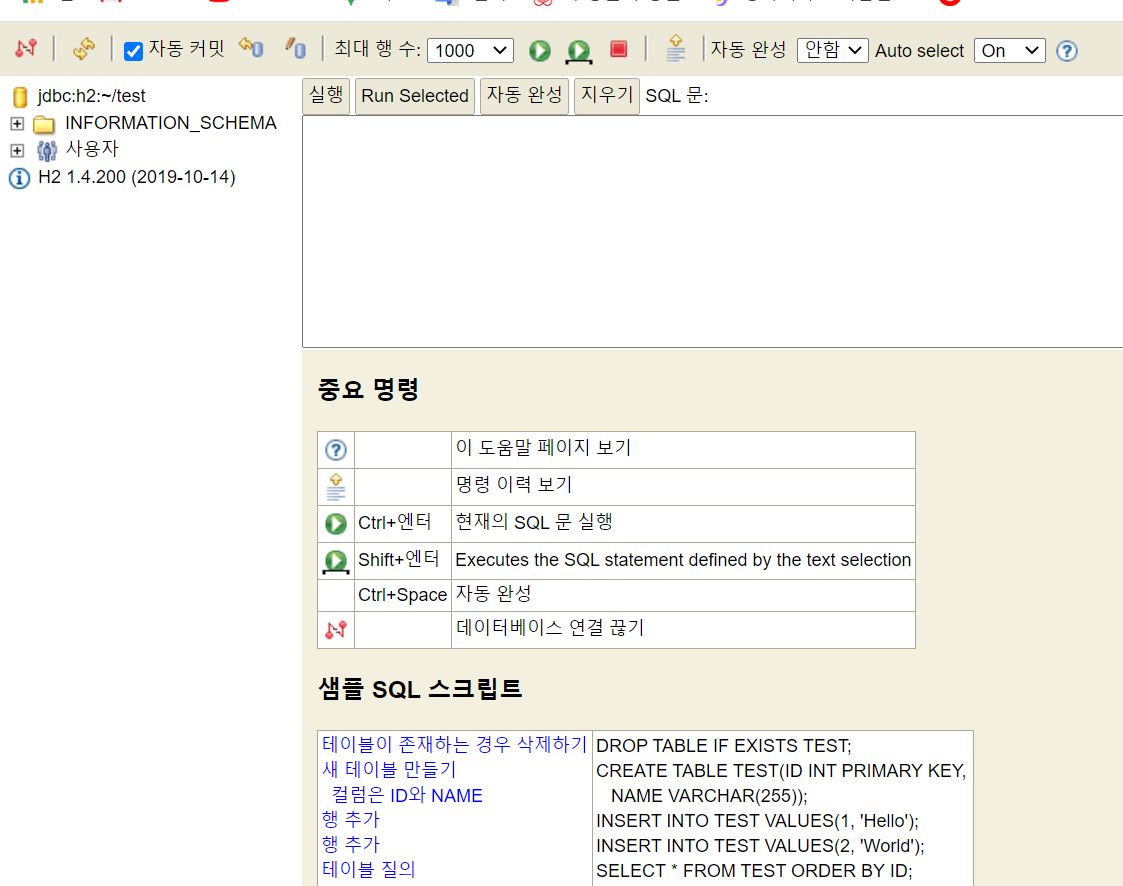 자동 커밋 최대 행 수: 1000 자동 완성 안함 Auto select On
jdbc:h2:~/test
INFORMATION_SCHEMA
사용자
H2 1.4.200 (2019-10-14)
실행 Run Selected 자동 완성 지우기 SQL 문:
중요 명령
이 도움말 페이지 보기
명령 이력 보기
Ctrl+엔터 현재의 SQL 문 실행
Shift+엔터 Executes the SQL statement defined by the text selection
Ctrl+Space 자동 완성
데이터베이스 연결 끊기
샘플 SQL 스크립트
테이블이 존재하는 경우 삭제하기 DROP TABLE IF EXISTS TEST;
새 테이블 만들기 CREATE TABLE TEST(ID INT PRIMARY KEY,
컬럼은 ID와 NAME NAME VARCHAR(255));
행 추가 INSERT INTO TEST VALUES(1, 'Hello');
행 추가 INSERT INTO TEST VALUES(2, 'World');
테이블 질의 SELECT * FROM TEST ORDER BY ID;